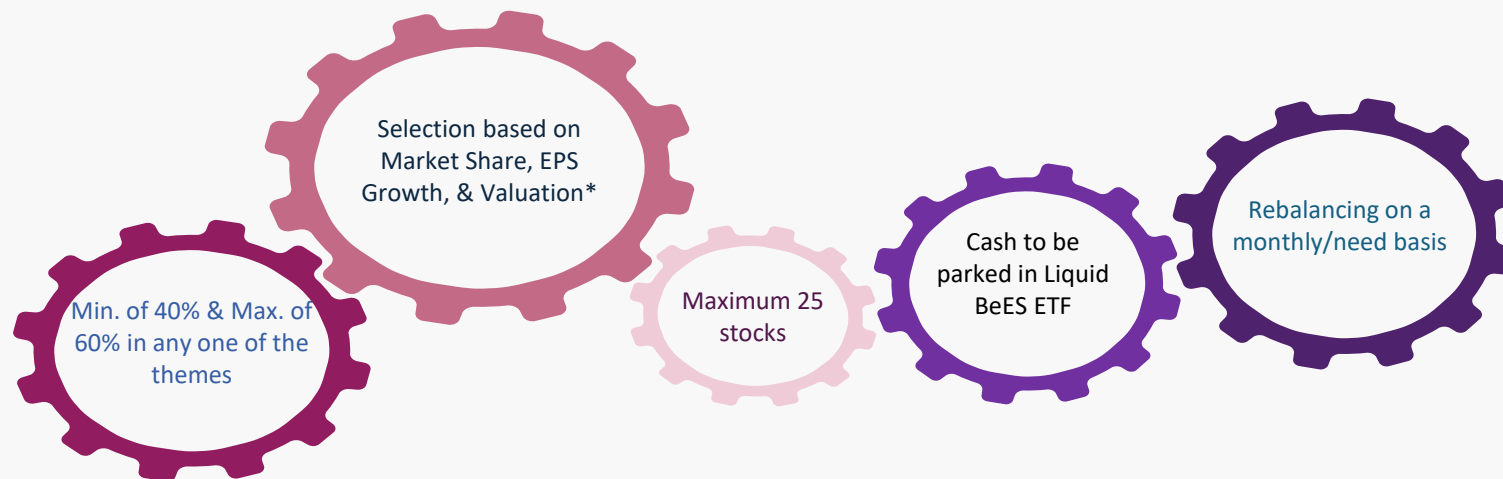 Min. of 40% & Max. of
60% in any one of the
themes
Selection based on
Market Share, EPS
Growth, & Valuation*
Maximum 25
stocks
Cash to be
parked in Liquid
BeES ETF
Rebalancing on a
monthly/need basis